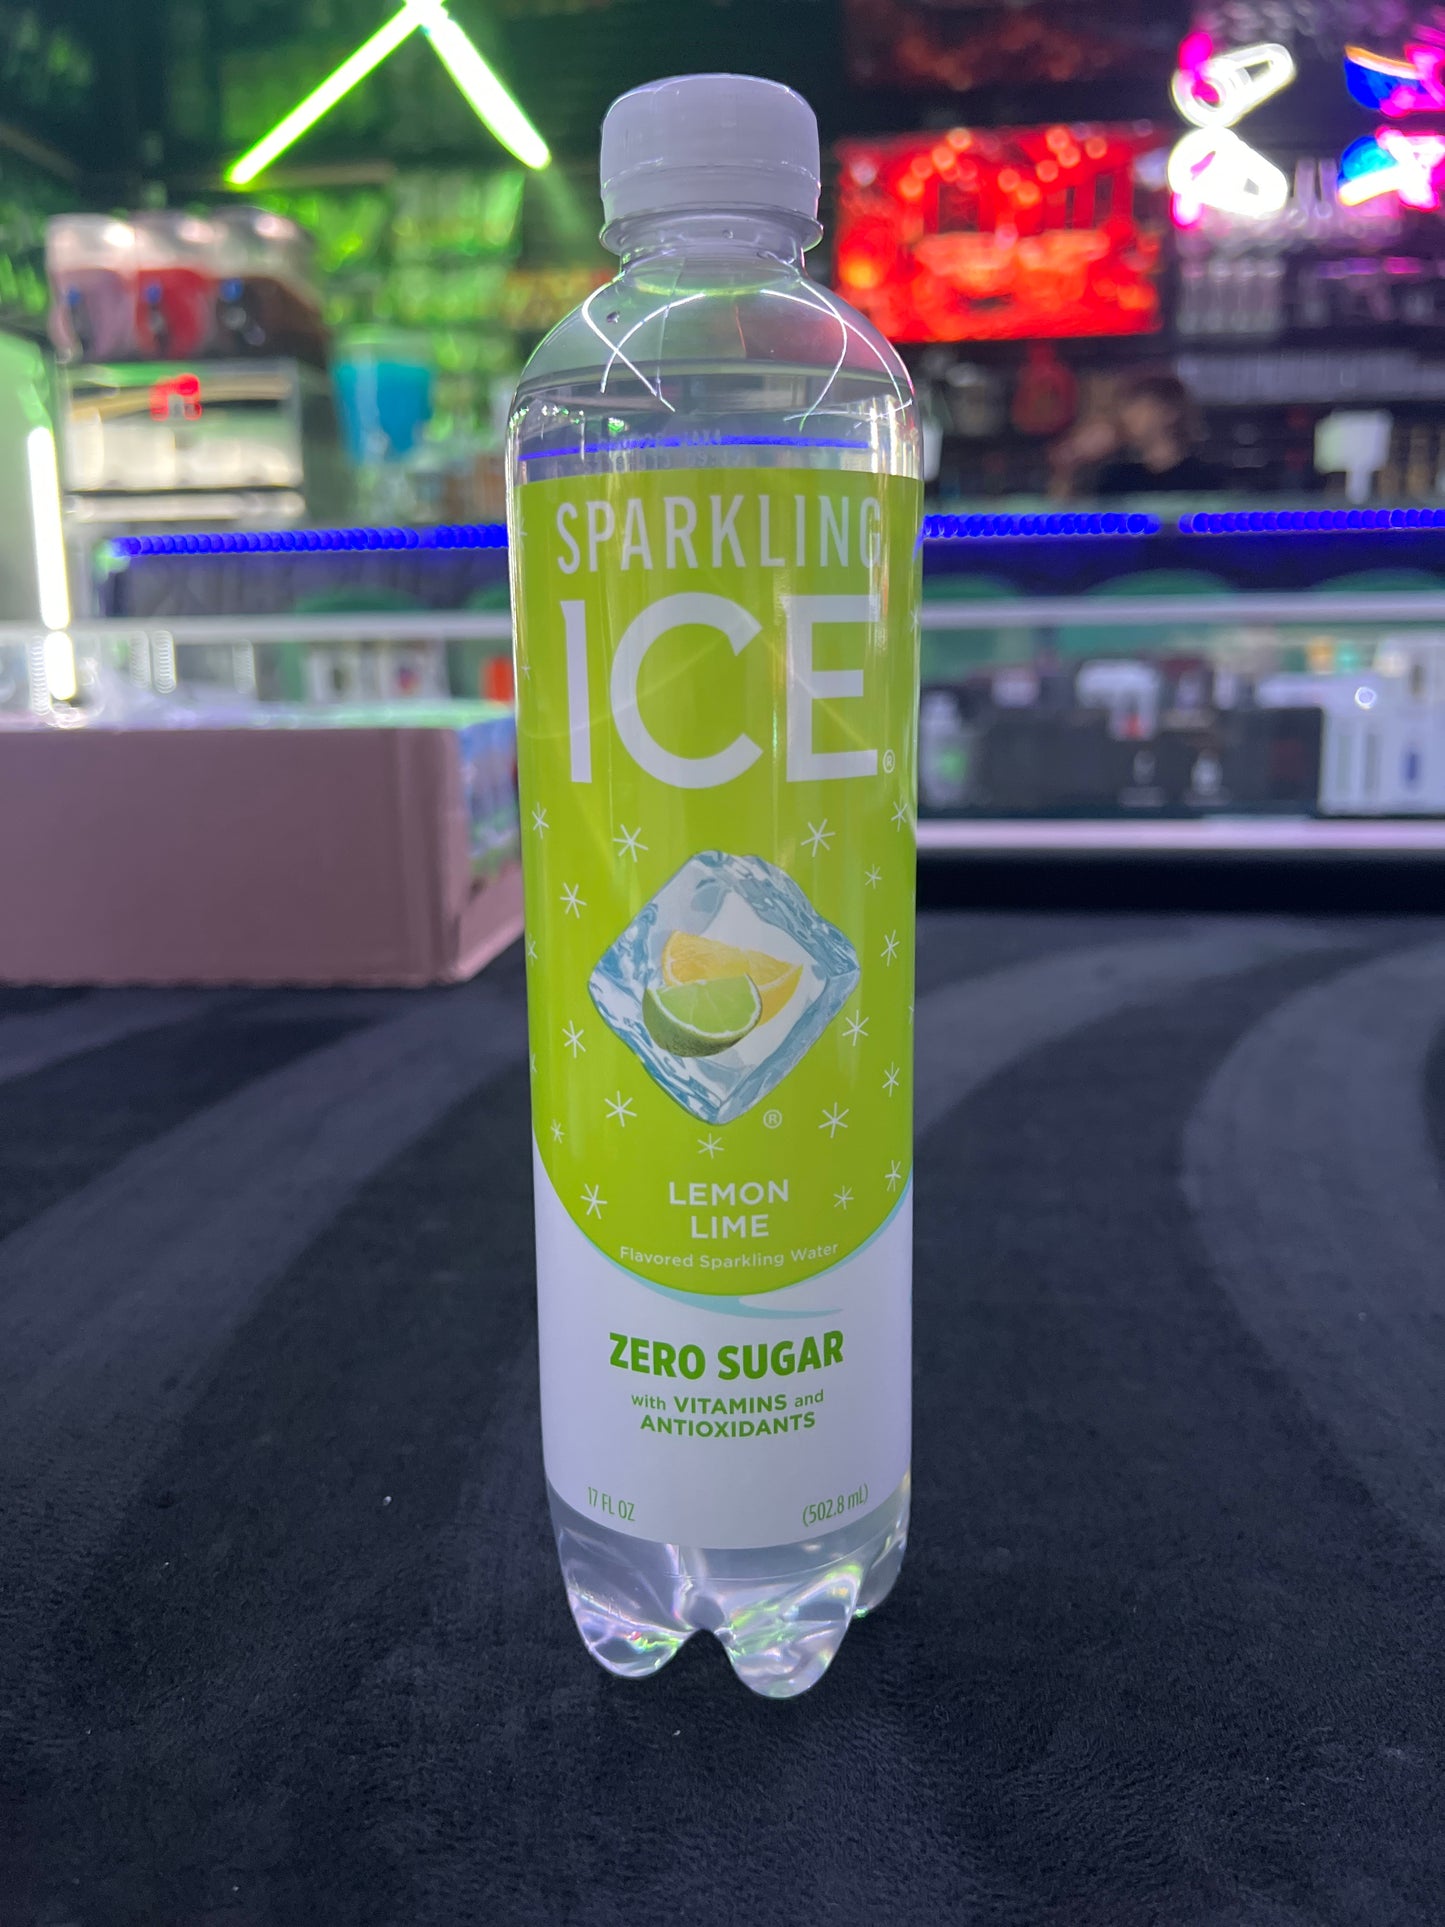 SPARKLING
ICE®
®
LEMON
LIME
Flavored Sparkling Water
ZERO SUGAR
with VITAMINS and
ANTIOXIDANTS
17 FL OZ (502.8 mL)